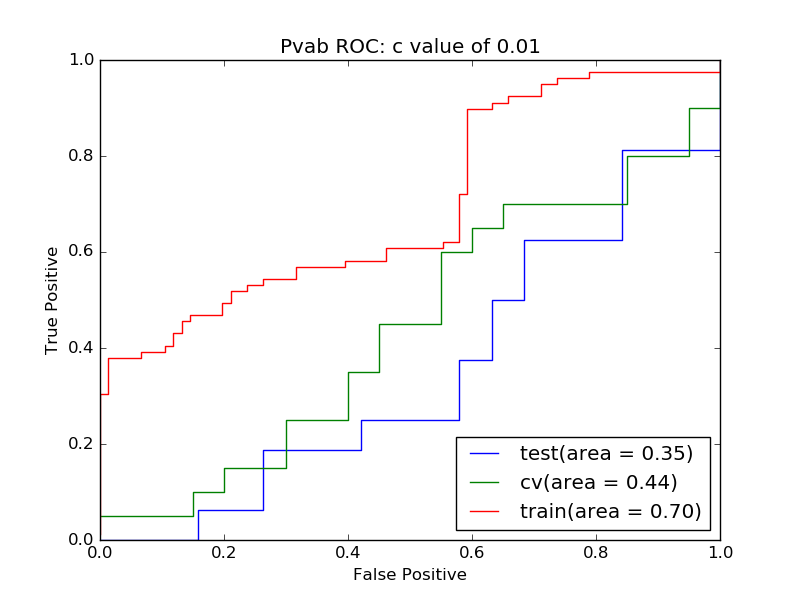 Pvab ROC: c value of 0.01
1.0
0.8
0.6
0.4
0.2
0.0
True Positive
0.0 0.2 0.4 0.6 0.8 1.0
False Positive
test(area = 0.35)
cv(area = 0.44)
train(area = 0.70)